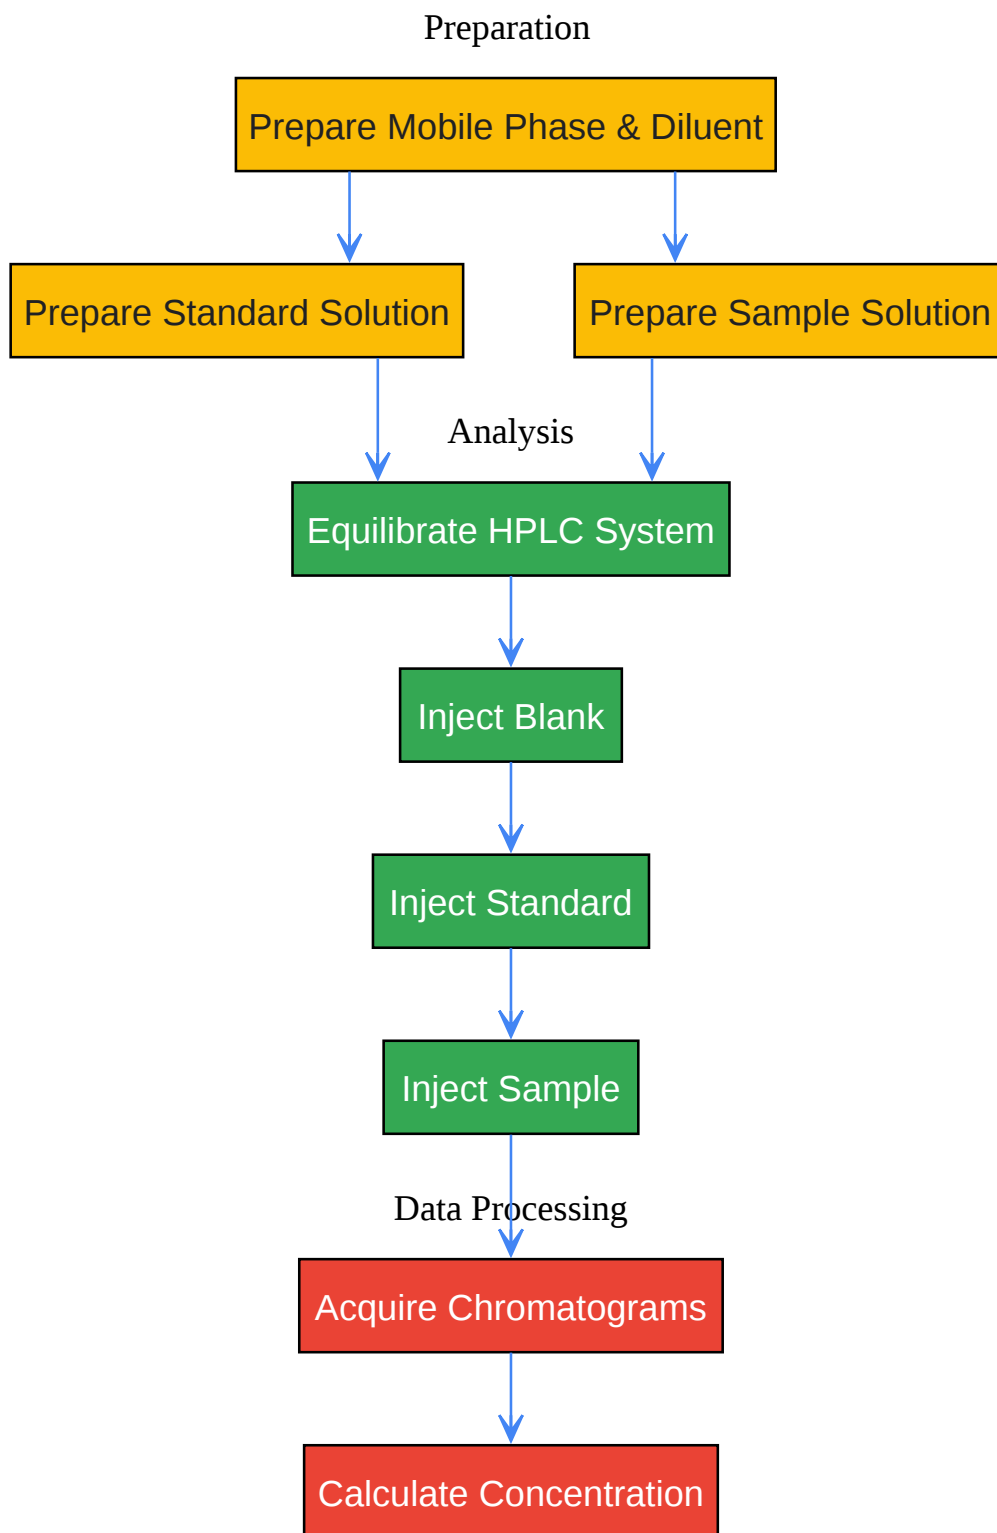 Preparation
Prepare Mobile Phase & Diluent
Prepare Standard Solution
Prepare Sample Solution
Analysis
Equilibrate HPLC System
Inject Blank
Inject Standard
Inject Sample
Data Processing
Acquire Chromatograms
Calculate Concentration